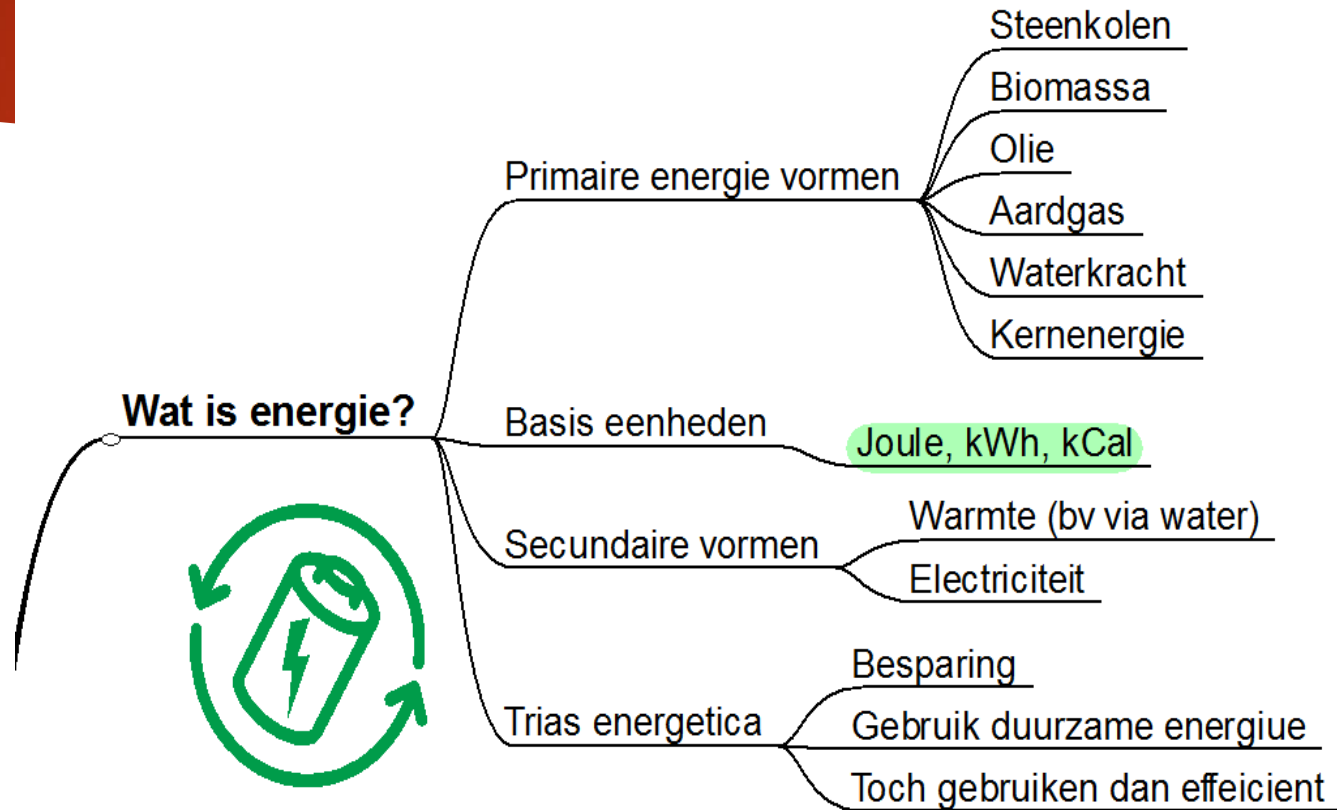 Wat is energie?
Primaire energie vormen
Steenkolen
Biomassa
Olie
Aardgas
Waterkracht
Kernenergie
Basis eenheden
Joule, kWh, kCal
Secundaire vormen
Warmte (bv via water)
Electriciteit
Trias energetica
Besparing
Gebruik duurzame energiue
Toch gebruiken dan effeicient